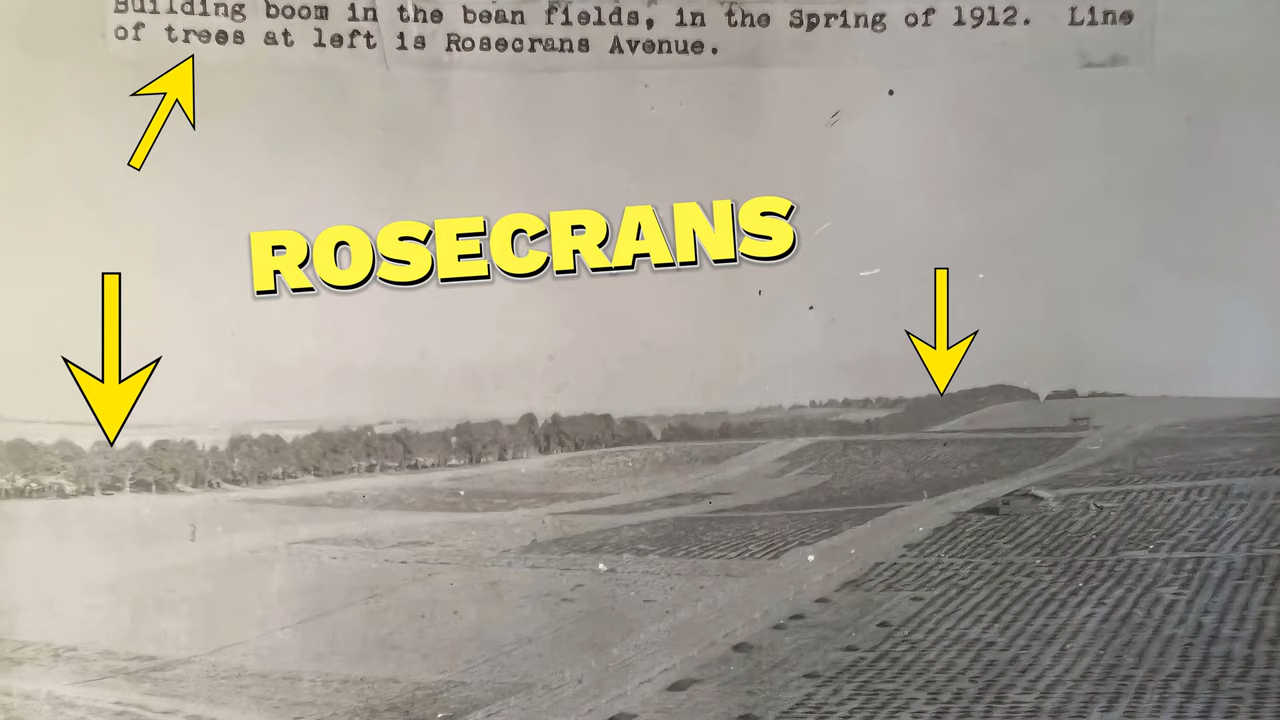 Building boom in the bean fields, in the Spring of 1912. Line
of trees at left is Rosecrans Avenue.
ROSECRANS